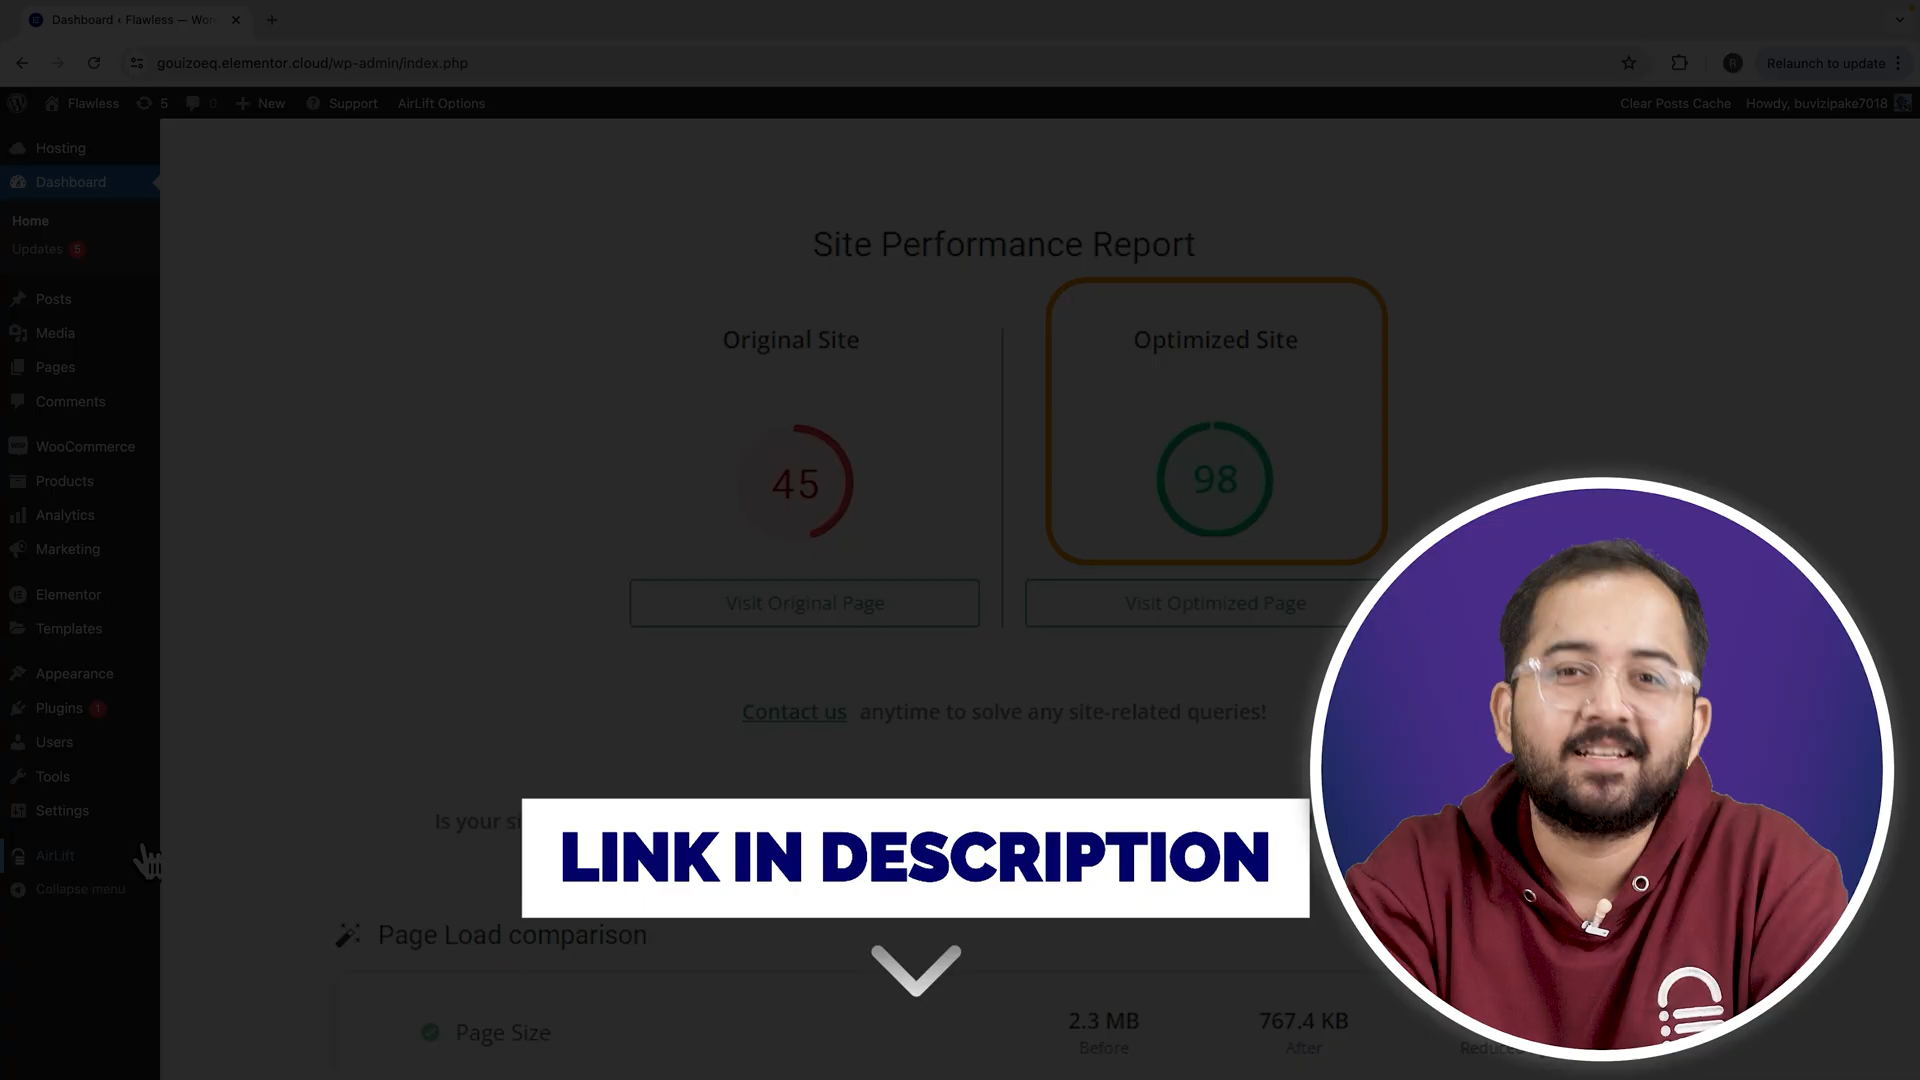 Dashboard ‹ Flawless — Wor
gouizoeq.elementor.cloud/wp-admin/index.php
R
Relaunch to update
Flawless
5
0
New
Support
AirLift Options
Clear Posts Cache
Howdy, buvizipake7018
Hosting
Dashboard
Home
Updates 5
Posts
Media
Pages
Comments
WooCommerce
Products
Analytics
Marketing
Elementor
Templates
Appearance
Plugins 1
Users
Tools
Settings
AirLift
Collapse menu
Site Performance Report
Original Site
Optimized Site
45
98
Visit Original Page
Visit Optimized Page
Contact us anytime to solve any site-related queries!
Is your
LINK IN DESCRIPTION
Page Load comparison
Page Size
2.3 MB
Before
767.4 KB
After